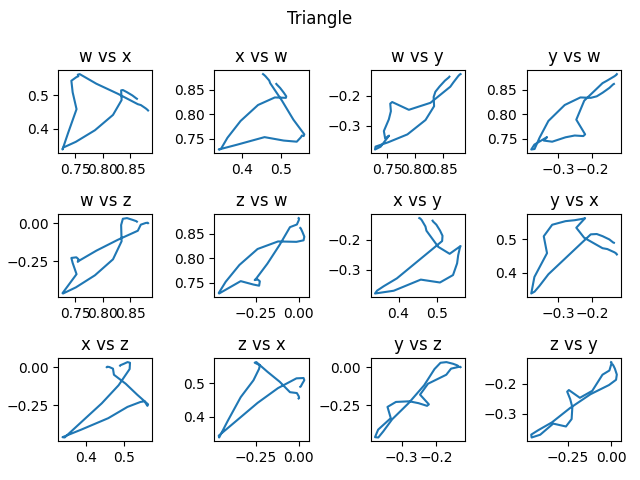 Triangle
w vs x
x vs w
w vs y
y vs w
0.5
0.4
0.75 0.80 0.85
0.85
0.80
0.75
0.4 0.5
−0.2
−0.3
0.75 0.80 0.85
0.85
0.80
0.75
−0.3 −0.2
w vs z
z vs w
x vs y
y vs x
0.00
−0.25
0.75 0.80 0.85
0.85
0.80
0.75
−0.25 0.00
−0.2
−0.3
0.4 0.5
0.5
0.4
−0.3 −0.2
x vs z
z vs x
y vs z
z vs y
0.00
−0.25
0.4 0.5
0.5
0.4
−0.25 0.00
0.00
−0.25
−0.3 −0.2
−0.2
−0.3
−0.25 0.00